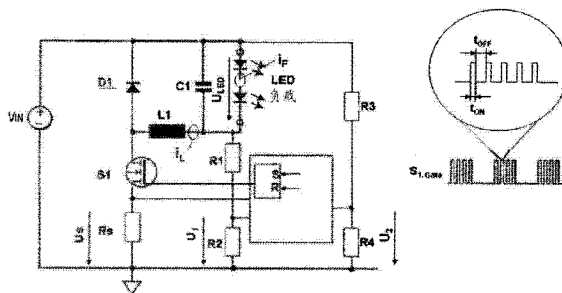 iF
tOFF
D1
C1
ULED
LED
负载
VIN
L1
tON
R3
iL
S1
R1
S
R
S1,Gate
US
RS
U1
R2
R4
U2